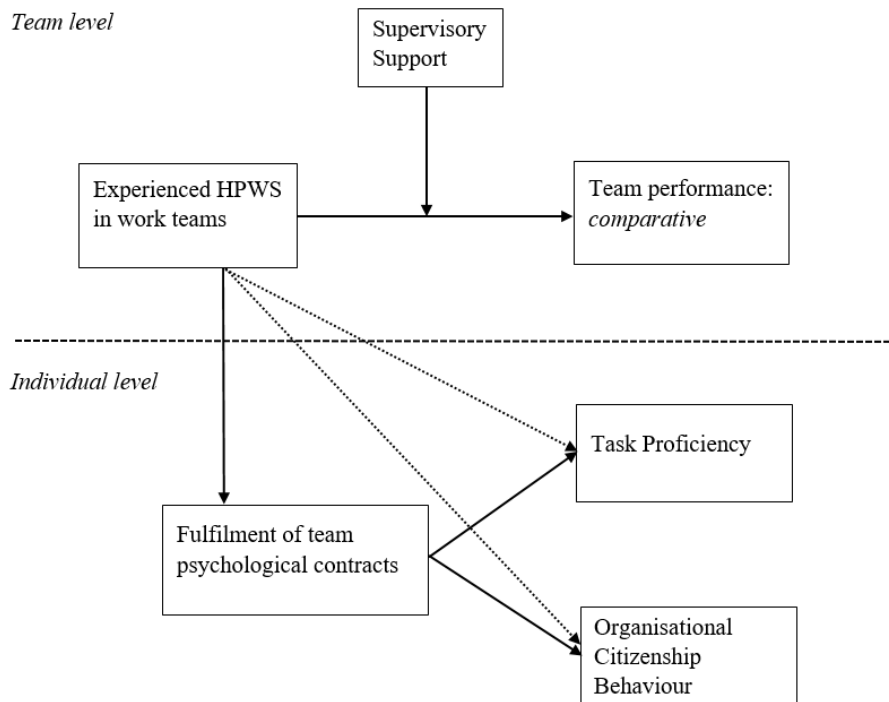 Team level
Supervisory
Support
Experienced HPWS
in work teams
Team performance:
comparative
Individual level
Task Proficiency
Fulfilment of team
psychological contracts
Organisational
Citizenship
Behaviour